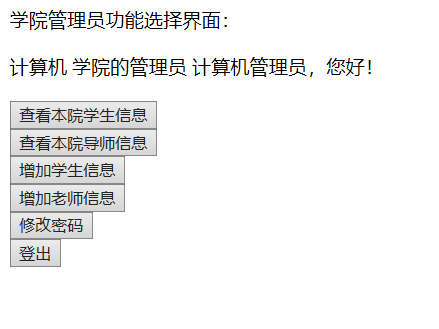 学院管理员功能选择界面：
计算机 学院的管理员 计算机管理员，您好！
查看本院学生信息
查看本院导师信息
增加学生信息
增加老师信息
修改密码
登出